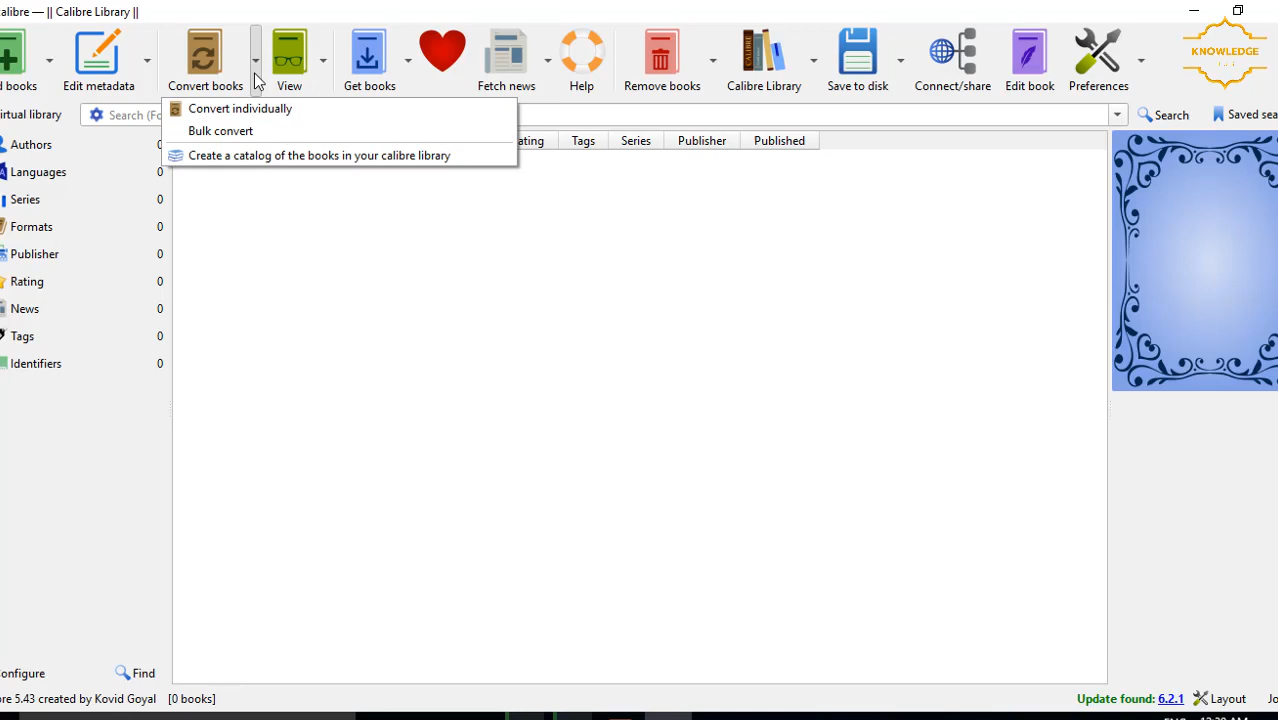 alibre — || Calibre Library ||
d books
Edit metadata
Convert books
View
Get books
Fetch news
Help
Remove books
Calibre Library
Save to disk
Connect/share
Edit book
Preferences
KNOWLEDGE
irtual library
Search (Fo
Search
Saved sea
Convert individually
Bulk convert
Create a catalog of the books in your calibre library
ating
Tags
Series
Publisher
Published
Authors 0
Languages 0
Series 0
Formats 0
Publisher 0
Rating 0
News 0
Tags 0
Identifiers 0
onfigure
Find
re 5.43 created by Kovid Goyal [0 books]
Update found: 6.2.1
Layout
Jo